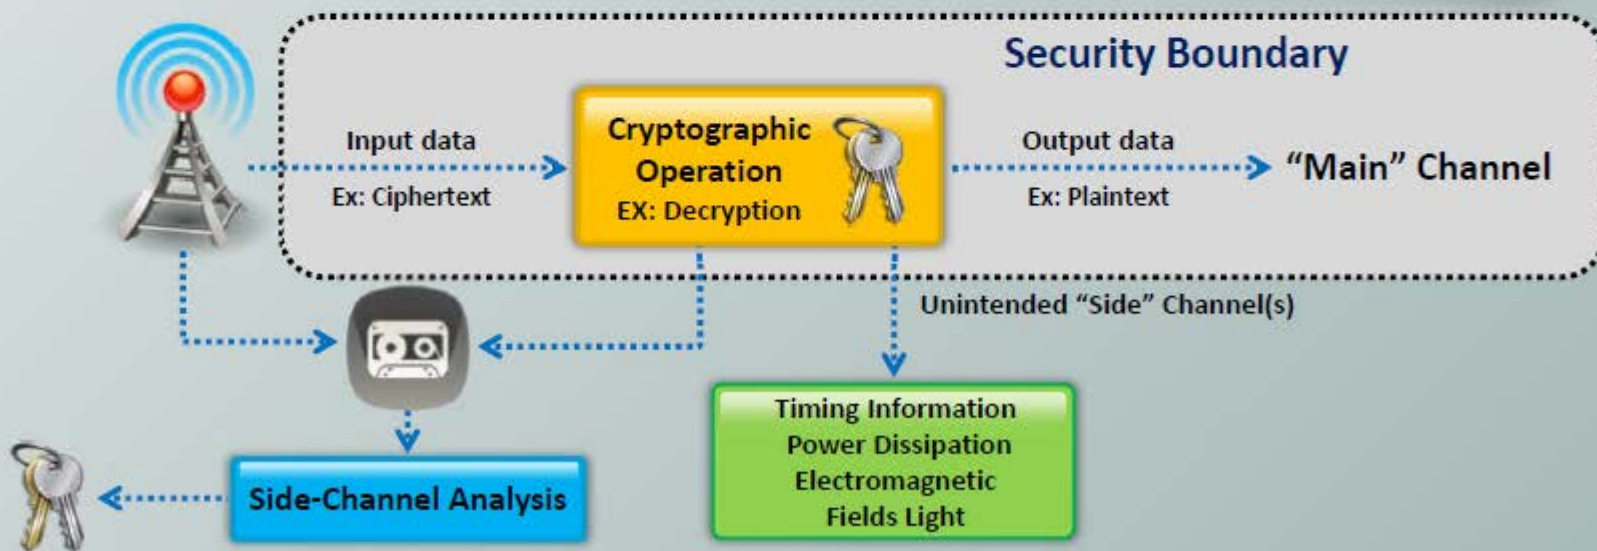 Security Boundary
Input data
Ex: Ciphertext
Cryptographic
Operation
EX: Decryption
Output data
Ex: Plaintext
“Main” Channel
Unintended “Side” Channel(s)
Timing Information
Power Dissipation
Electromagnetic
Fields Light
Side-Channel Analysis